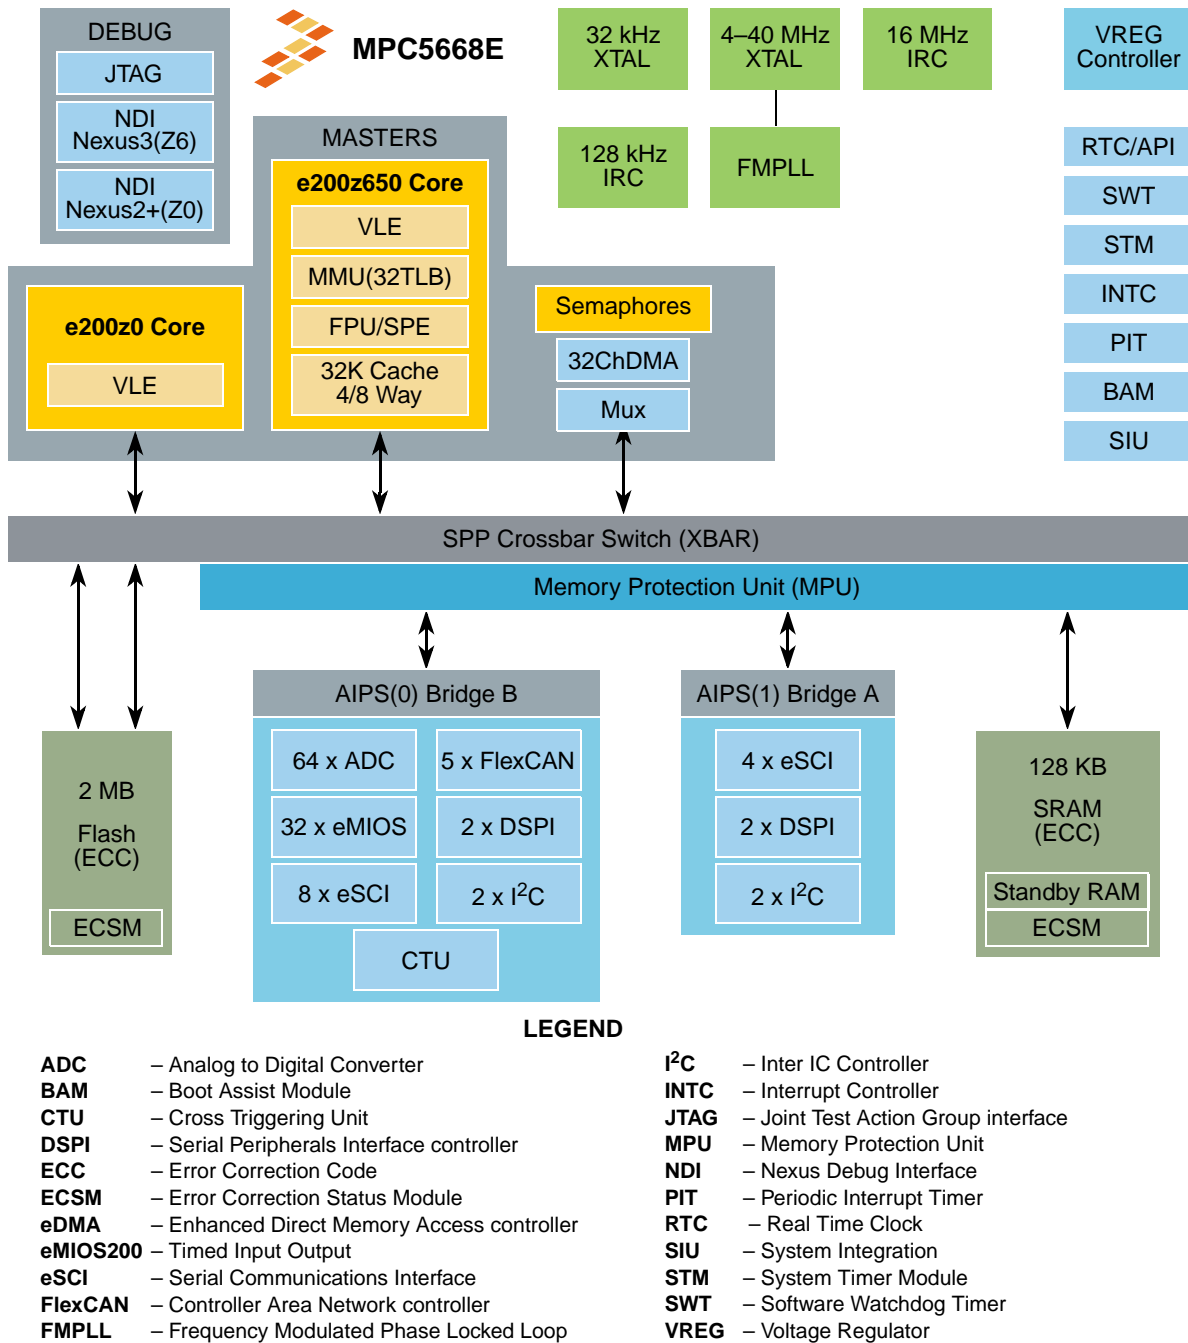 DEBUG
JTAG
NDI
Nexus3(Z6)
NDI
Nexus2+(Z0)
MPC5668E
32 kHz
XTAL
4–40 MHz
XTAL
16 MHz
IRC
128 kHz
IRC
FMPLL
VREG
Controller
RTC/API
SWT
STM
INTC
PIT
BAM
SIU
MASTERS
e200z650 Core
VLE
MMU(32TLB)
FPU/SPE
32K Cache
4/8 Way
e200z0 Core
VLE
Semaphores
32ChDMA
Mux
SPP Crossbar Switch (XBAR)
Memory Protection Unit (MPU)
2 MB
Flash
(ECC)
ECSM
AIPS(0) Bridge B
64 x ADC
5 x FlexCAN
32 x eMIOS
2 x DSPI
8 x eSCI
2 x I²C
CTU
AIPS(1) Bridge A
4 x eSCI
2 x DSPI
2 x I²C
128 KB
SRAM
(ECC)
Standby RAM
ECSM
LEGEND
ADC – Analog to Digital Converter
BAM – Boot Assist Module
CTU – Cross Triggering Unit
DSPI – Serial Peripherals Interface controller
ECC – Error Correction Code
ECSM – Error Correction Status Module
eDMA – Enhanced Direct Memory Access controller
eMIOS200 – Timed Input Output
eSCI – Serial Communications Interface
FlexCAN – Controller Area Network controller
FMPLL – Frequency Modulated Phase Locked Loop
I²C – Inter IC Controller
INTC – Interrupt Controller
JTAG – Joint Test Action Group interface
MPU – Memory Protection Unit
NDI – Nexus Debug Interface
PIT – Periodic Interrupt Timer
RTC – Real Time Clock
SIU – System Integration
STM – System Timer Module
SWT – Software Watchdog Timer
VREG – Voltage Regulator